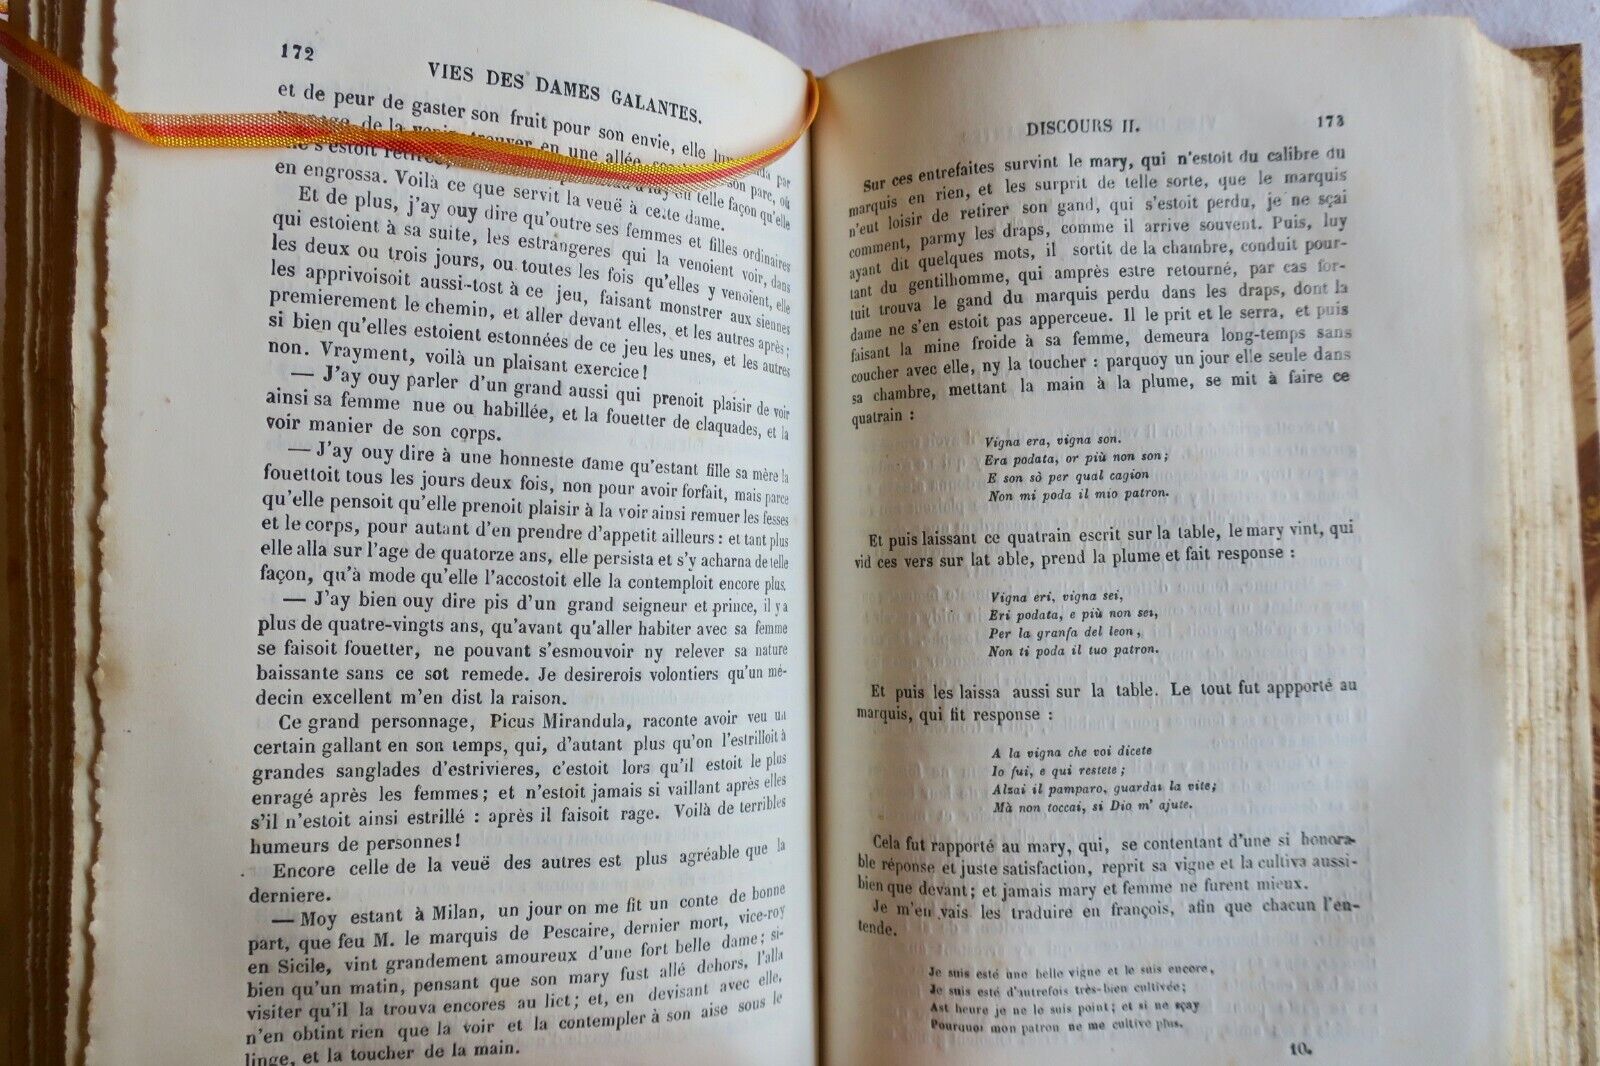 172
VIES DES DAMES GALANTES.
et de peur de gaster son fruit pour son envie, elle
de la venir trouver en une allée
s'estoit retirée, son parc, où
en telle façon qu'elle
en engrossa. Voilà ce que servit la veuë à ceste dame.
Et de plus, j'ay ouy dire qu'outre ses femmes et filles ordinaires
qui estoient à sa suite, les estrangeres qui la venoient voir, dans
les deux ou trois jours, ou toutes les fois qu'elles y venoient, elle
les apprivoisoit aussi-tost à ce jeu, faisant monstrer aux siennes
premierement le chemin, et aller devant elles, et les autres après;
si bien qu'elles estoient estonnées de ce jeu les unes, et les autres
non. Vrayment, voilà un plaisant exercice!
— J'ay ouy parler d'un grand aussi qui prenoit plaisir de voir
ainsi sa femme nue ou habillée, et la fouetter de claquades, et la
voir manier de son corps.
— J'ay ouy dire à une honneste dame qu'estant fille sa mère la
fouettoit tous les jours deux fois, non pour avoir forfait, mais parce
qu'elle pensoit qu'elle prenoit plaisir à la voir ainsi remuer les fesses
et le corps, pour autant d'en prendre d'appetit ailleurs : et tant plus
elle alla sur l'age de quatorze ans, elle persista et s'y acharna de telle
façon, qu'à mode qu'elle l'accostoit elle la contemploit encore plus.
— J'ay bien ouy dire pis d'un grand seigneur et prince, il y a
plus de quatre-vingts ans, qu'avant qu'aller habiter avec sa femme
se faisoit fouetter, ne pouvant s'esmouvoir ny relever sa nature
baissante sans ce sot remede. Je desirerois volontiers qu'un mé-
decin excellent m'en dist la raison.
Ce grand personnage, Picus Mirandula, raconte avoir veu un
certain gallant en son temps, qui, d'autant plus qu'on l'estrilloit à
grandes sanglades d'estrivieres, c'estoit lors qu'il estoit le plus
enragé après les femmes; et n'estoit jamais si vaillant après elles
s'il n'estoit ainsi estrillé : après il faisoit rage. Voilà de terribles
humeurs de personnes!
Encore celle de la veuë des autres est plus agréable que la
derniere.
— Moy estant à Milan, un jour on me fit un conte de bonne
part, que feu M. le marquis de Pescaire, dernier mort, vice-roy
en Sicile, vint grandement amoureux d'une fort belle dame; si-
bien qu'un matin, pensant que son mary fust allé dehors, l'alla
visiter qu'il la trouva encores au lict; et, en devisant avec elle,
n'en obtint rien que la voir et la contempler à son aise sous le
linge, et la toucher de la main.
DISCOURS II.
173
Sur ces entrefaites survint le mary, qui n'estoit du calibre du
marquis en rien, et les surprit de telle sorte, que le marquis
n'eut loisir de retirer son gand, qui s'estoit perdu, je ne sçai
comment, parmy les draps, comme il arrive souvent. Puis, luy
ayant dit quelques mots, il sortit de la chambre, conduit pour-
tant du gentilhomme, qui amprès estre retourné, par cas for-
tuit trouva le gand du marquis perdu dans les draps, dont la
dame ne s'en estoit pas apperceue. Il le prit et le serra, et puis
faisant la mine froide à sa femme, demeura long-temps sans
coucher avec elle, ny la toucher : parquoy un jour elle seule dans
sa chambre, mettant la main à la plume, se mit à faire ce
quatrain :
Vigna era, vigna son.
Era podata, or più non son;
E son sò per qual cagion
Non mi poda il mio patron.
Et puis laissant ce quatrain escrit sur la table, le mary vint, qui
vid ces vers sur lat able, prend la plume et fait response :
Vigna eri, vigna sei,
Eri podata, e più non sei,
Per la granfa del leon,
Non ti poda il tuo patron.
Et puis les laissa aussi sur la table. Le tout fut appporté au
marquis, qui fit response :
A la vigna che voi dicete
Io fui, e qui restete;
Alzai il pamparo, guardai la vite;
Mà non toccai, si Dio m' ajute.
Cela fut rapporté au mary, qui, se contentant d'une si honora-
ble réponse et juste satisfaction, reprit sa vigne et la cultiva aussi-
bien que devant; et jamais mary et femme ne furent mieux.
Je m'en vais les traduire en françois, afin que chacun l'en-
tende.
Je suis esté une belle vigne et le suis encore,
Je suis esté d'autrefois très-bien cultivée;
Ast heure je ne le suis point; et si ne sçay
Pourquoi mon patron ne me cultive plus.
10.